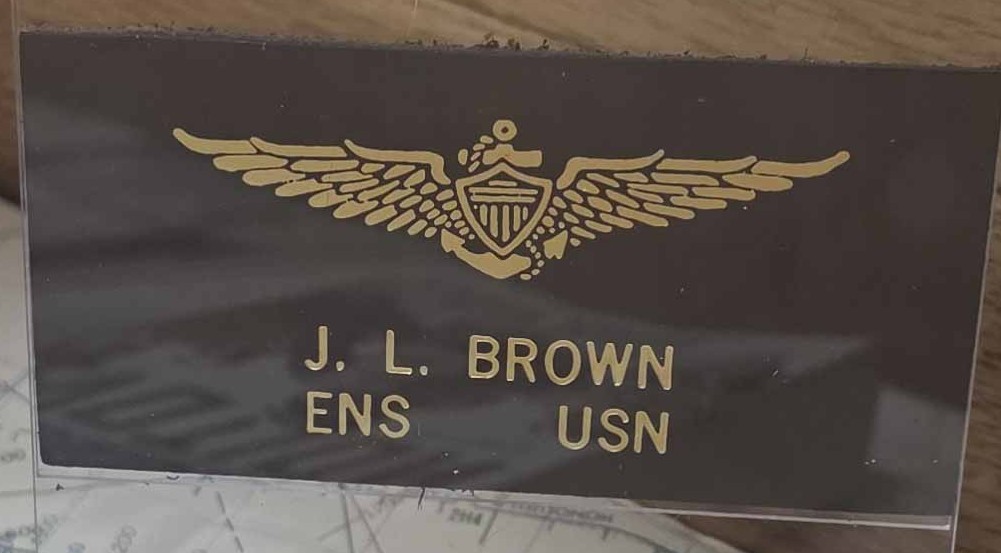 J. L. BROWN
ENS USN